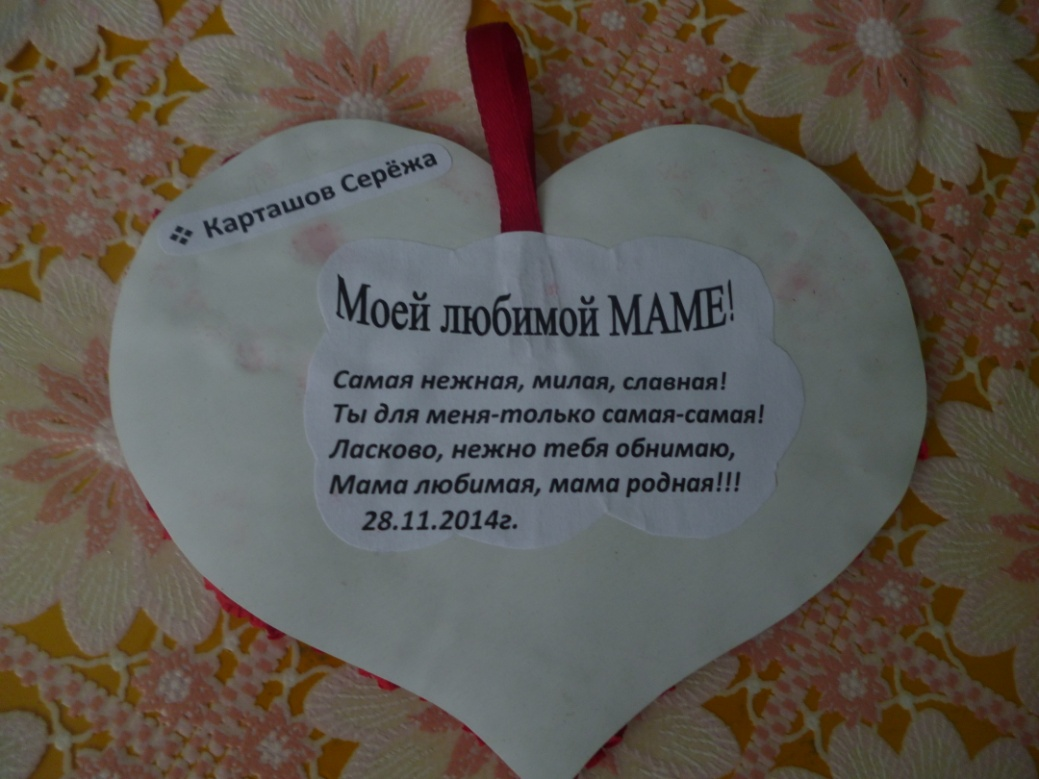 ❖ Карташов Серёжа
Моей любимой МАМЕ!
Самая нежная, милая, славная!
Ты для меня-только самая-самая!
Ласково, нежно тебя обнимаю,
Мама любимая, мама родная!!!
28.11.2014г.